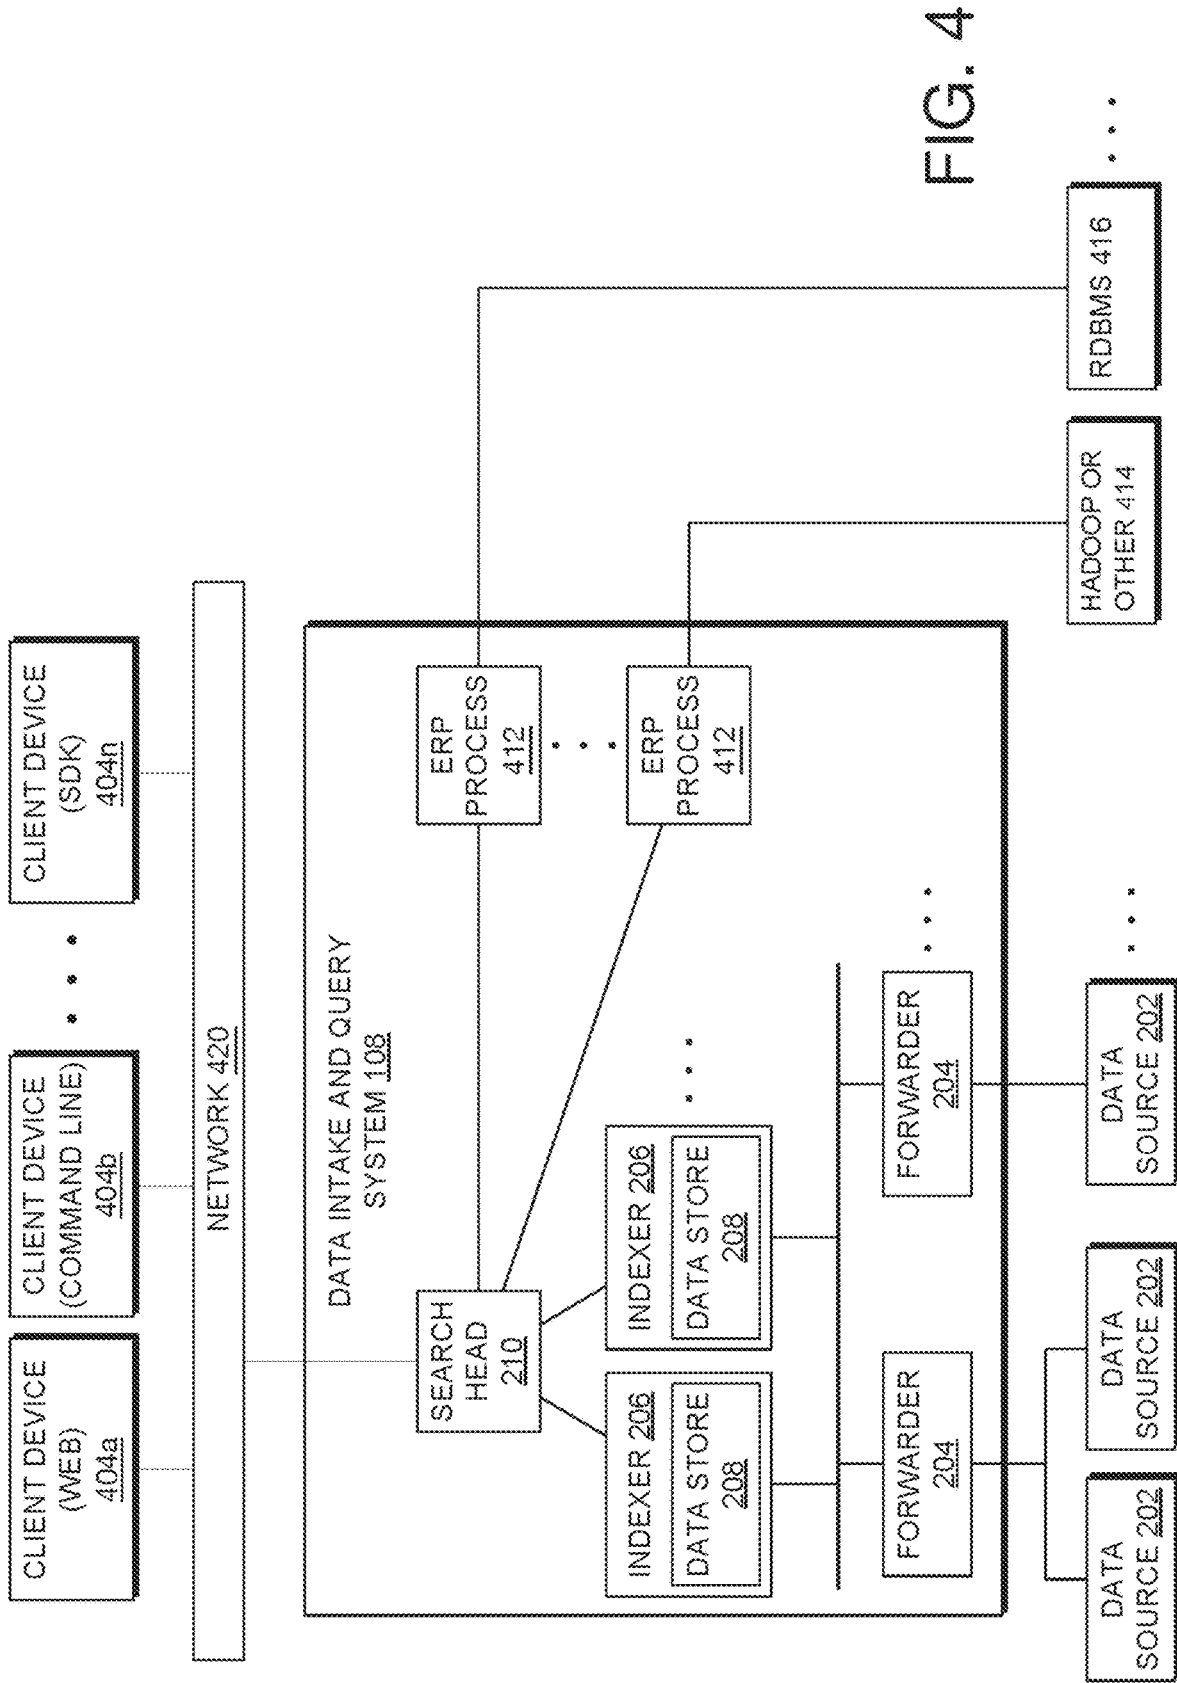 CLIENT DEVICE
(WEB)
404a
CLIENT DEVICE
(COMMAND LINE)
404b
CLIENT DEVICE
(SDK)
404n
NETWORK 420
DATA INTAKE AND QUERY
SYSTEM 108
SEARCH
HEAD
210
ERP
PROCESS
412
ERP
PROCESS
412
INDEXER 206
DATA STORE
208
INDEXER 206
DATA STORE
208
FORWARDER
204
FORWARDER
204
DATA
SOURCE 202
DATA
SOURCE 202
DATA
SOURCE 202
HADOOP OR
OTHER 414
RDBMS 416
FIG. 4